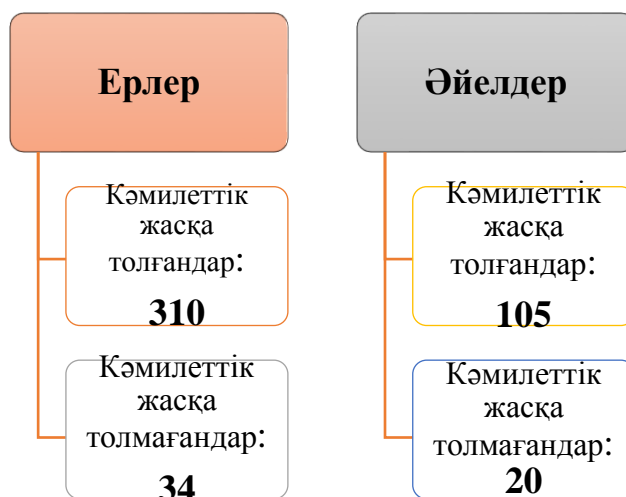 Ерлер
Кәмилеттік
жасқа
толғандар:
310
Кәмилеттік
жасқа
толмағандар:
34
Әйелдер
Кәмилеттік
жасқа
толғандар:
105
Кәмилеттік
жасқа
толмағандар:
20